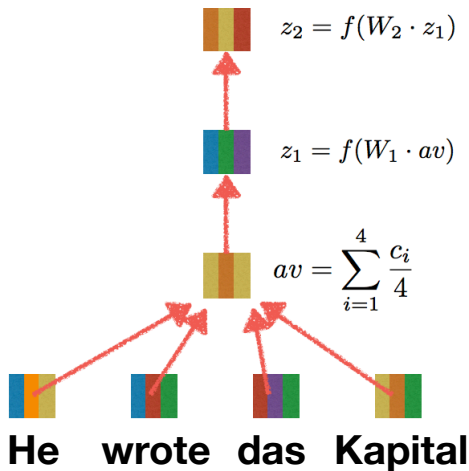 z₂ = f(W₂ · z₁)
z₁ = f(W₁ · av)
av = ∑_{i=1}^{4} c_i/4
He wrote das Kapital